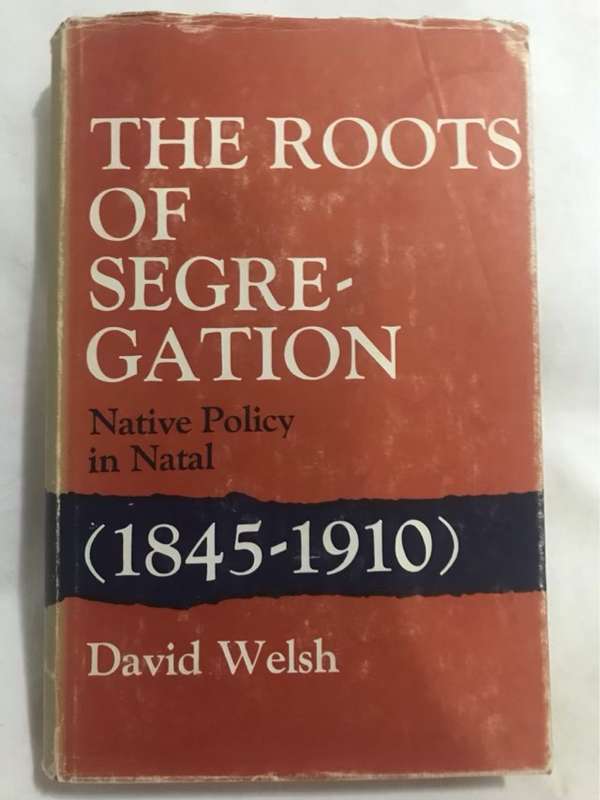 THE ROOTS
OF
SEGRE-
GATION
Native Policy
in Natal
(1845-1910)
David Welsh